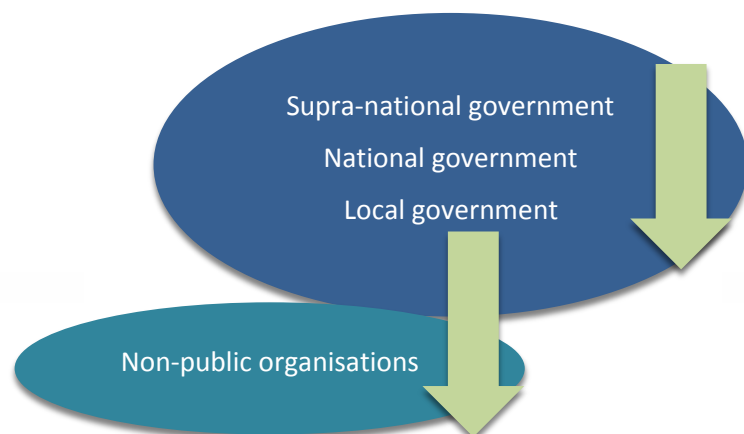 Supra-national government
National government
Local government
Non-public organisations